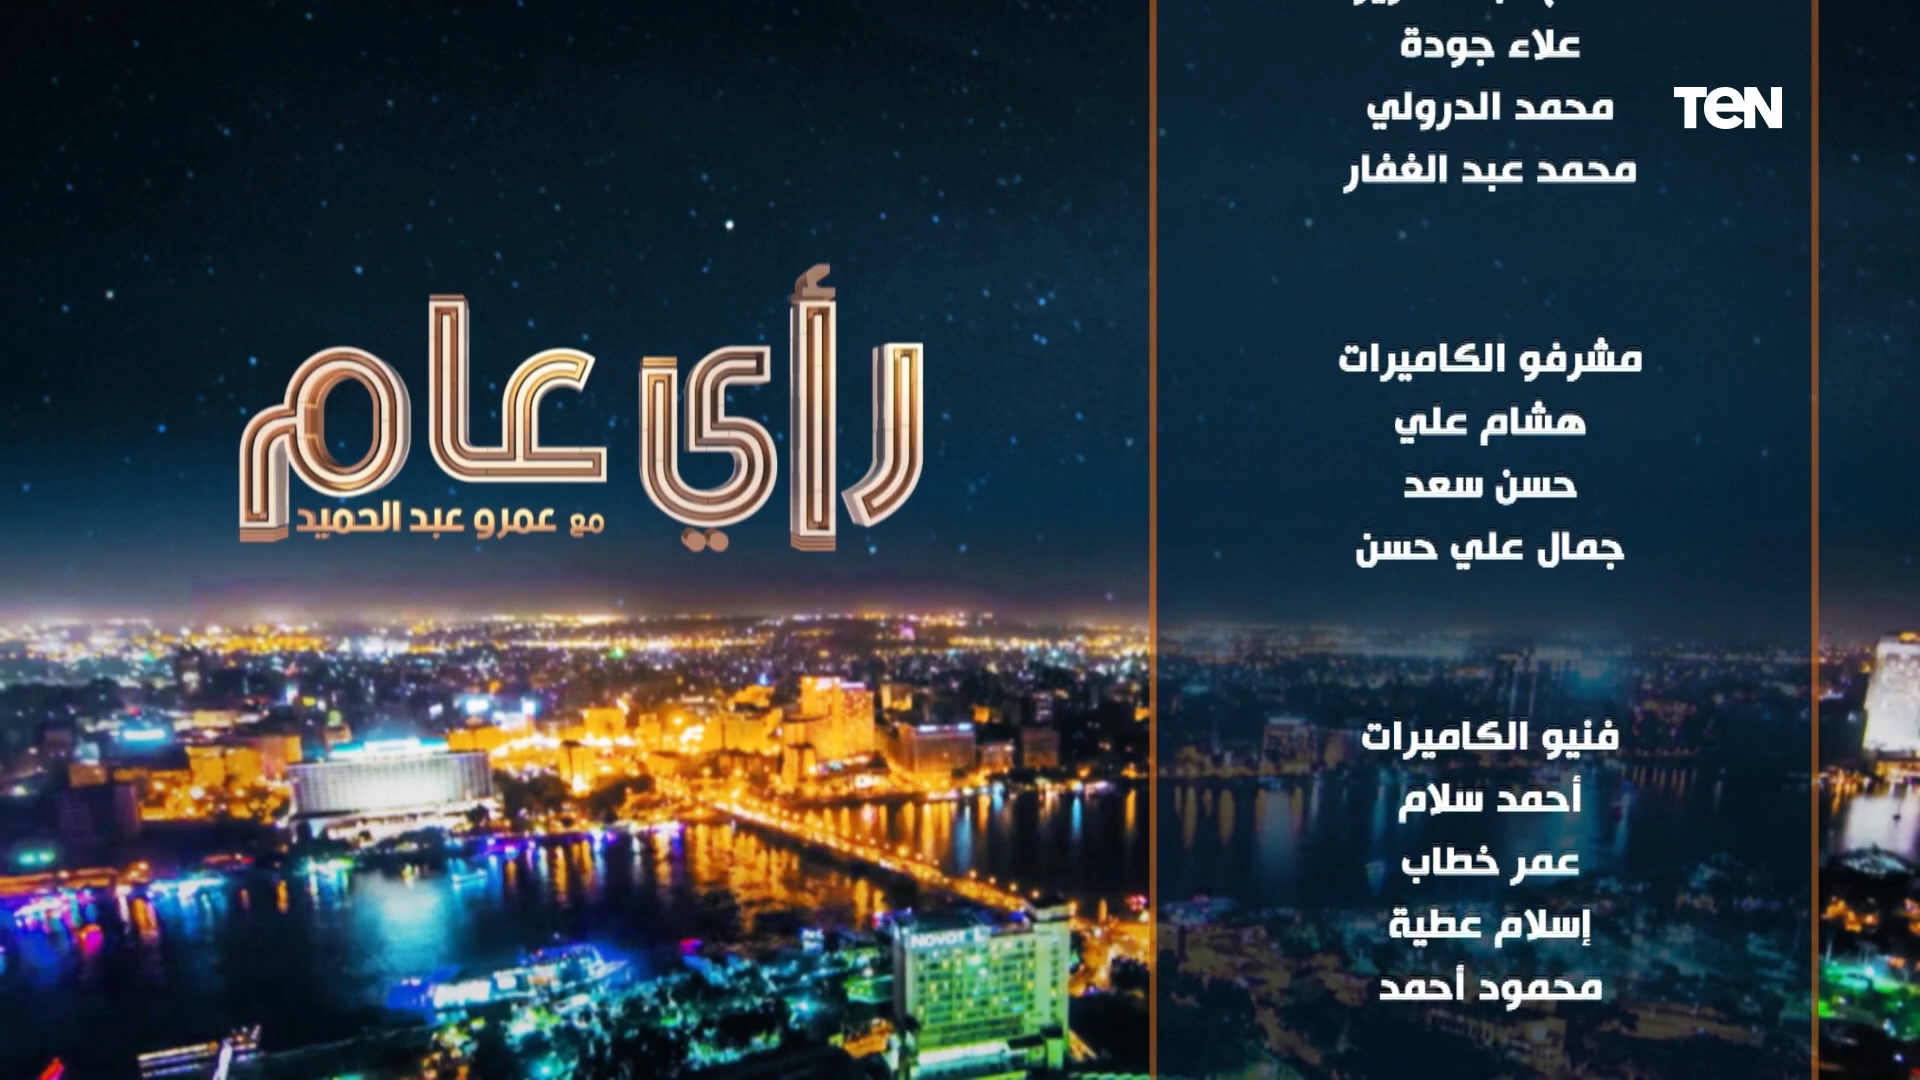 رأي عام
مع عمرو عبد الحميد
علاء جودة
محمد الدرولي
محمد عبد الغفار
مشرفو الكاميرات
هشام علي
حسن سعد
جمال علي حسن
فنيو الكاميرات
أحمد سلام
عمر خطاب
إسلام عطية
محمود أحمد
TEN